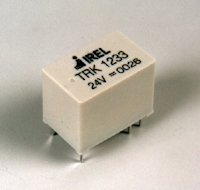 IREL
TRK 1233
24V = 0026